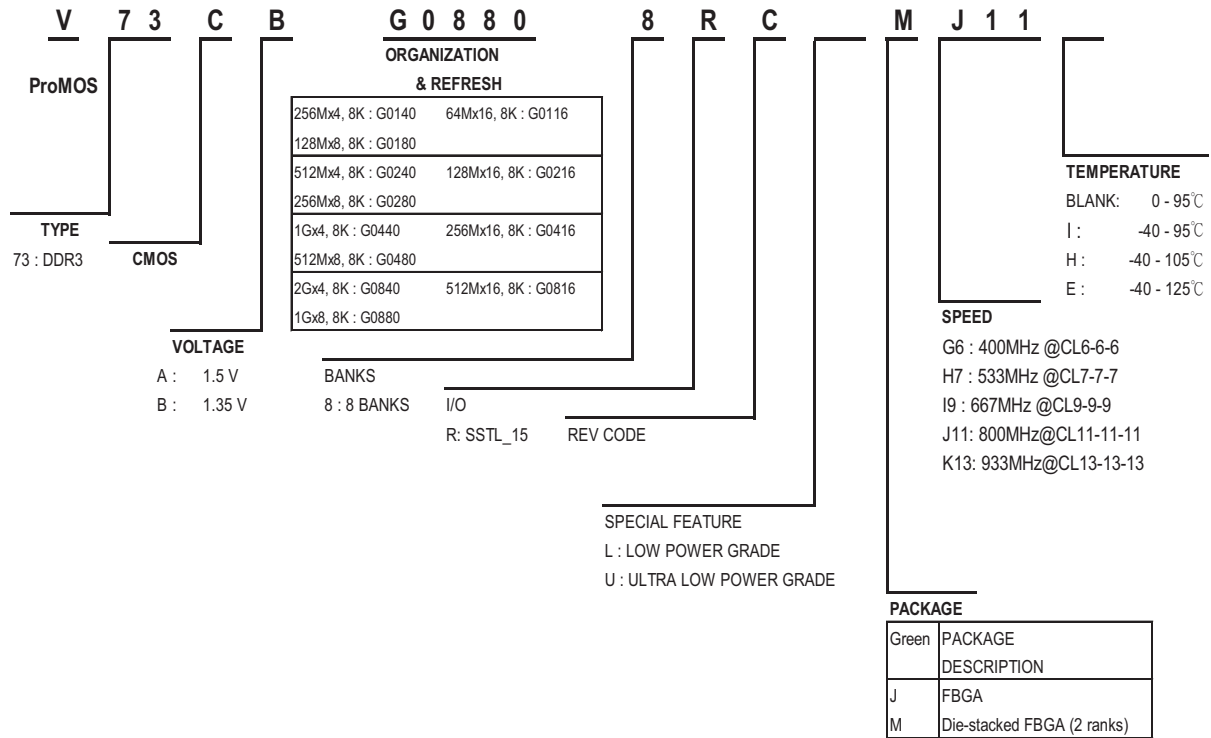 V 73 C B G0880 8 R C M J11
ProMOS
ORGANIZATION
& REFRESH
256Mx4, 8K : G0140 64Mx16, 8K : G0116
128Mx8, 8K : G0180
512Mx4, 8K : G0240 128Mx16, 8K : G0216
256Mx8, 8K : G0280
1Gx4, 8K : G0440 256Mx16, 8K : G0416
512Mx8, 8K : G0480
2Gx4, 8K : G0840 512Mx16, 8K : G0816
1Gx8, 8K : G0880
TYPE
73 : DDR3
CMOS
VOLTAGE
A : 1.5 V
B : 1.35 V
BANKS
8 : 8 BANKS
I/O
R: SSTL_15
REV CODE
SPECIAL FEATURE
L : LOW POWER GRADE
U : ULTRA LOW POWER GRADE
TEMPERATURE
BLANK: 0 - 95℃
I : -40 - 95℃
H : -40 - 105℃
E : -40 - 125℃
SPEED
G6 : 400MHz @CL6-6-6
H7 : 533MHz @CL7-7-7
I9 : 667MHz @CL9-9-9
J11: 800MHz@CL11-11-11
K13: 933MHz@CL13-13-13
PACKAGE
Green PACKAGE
DESCRIPTION
J FBGA
M Die-stacked FBGA (2 ranks)